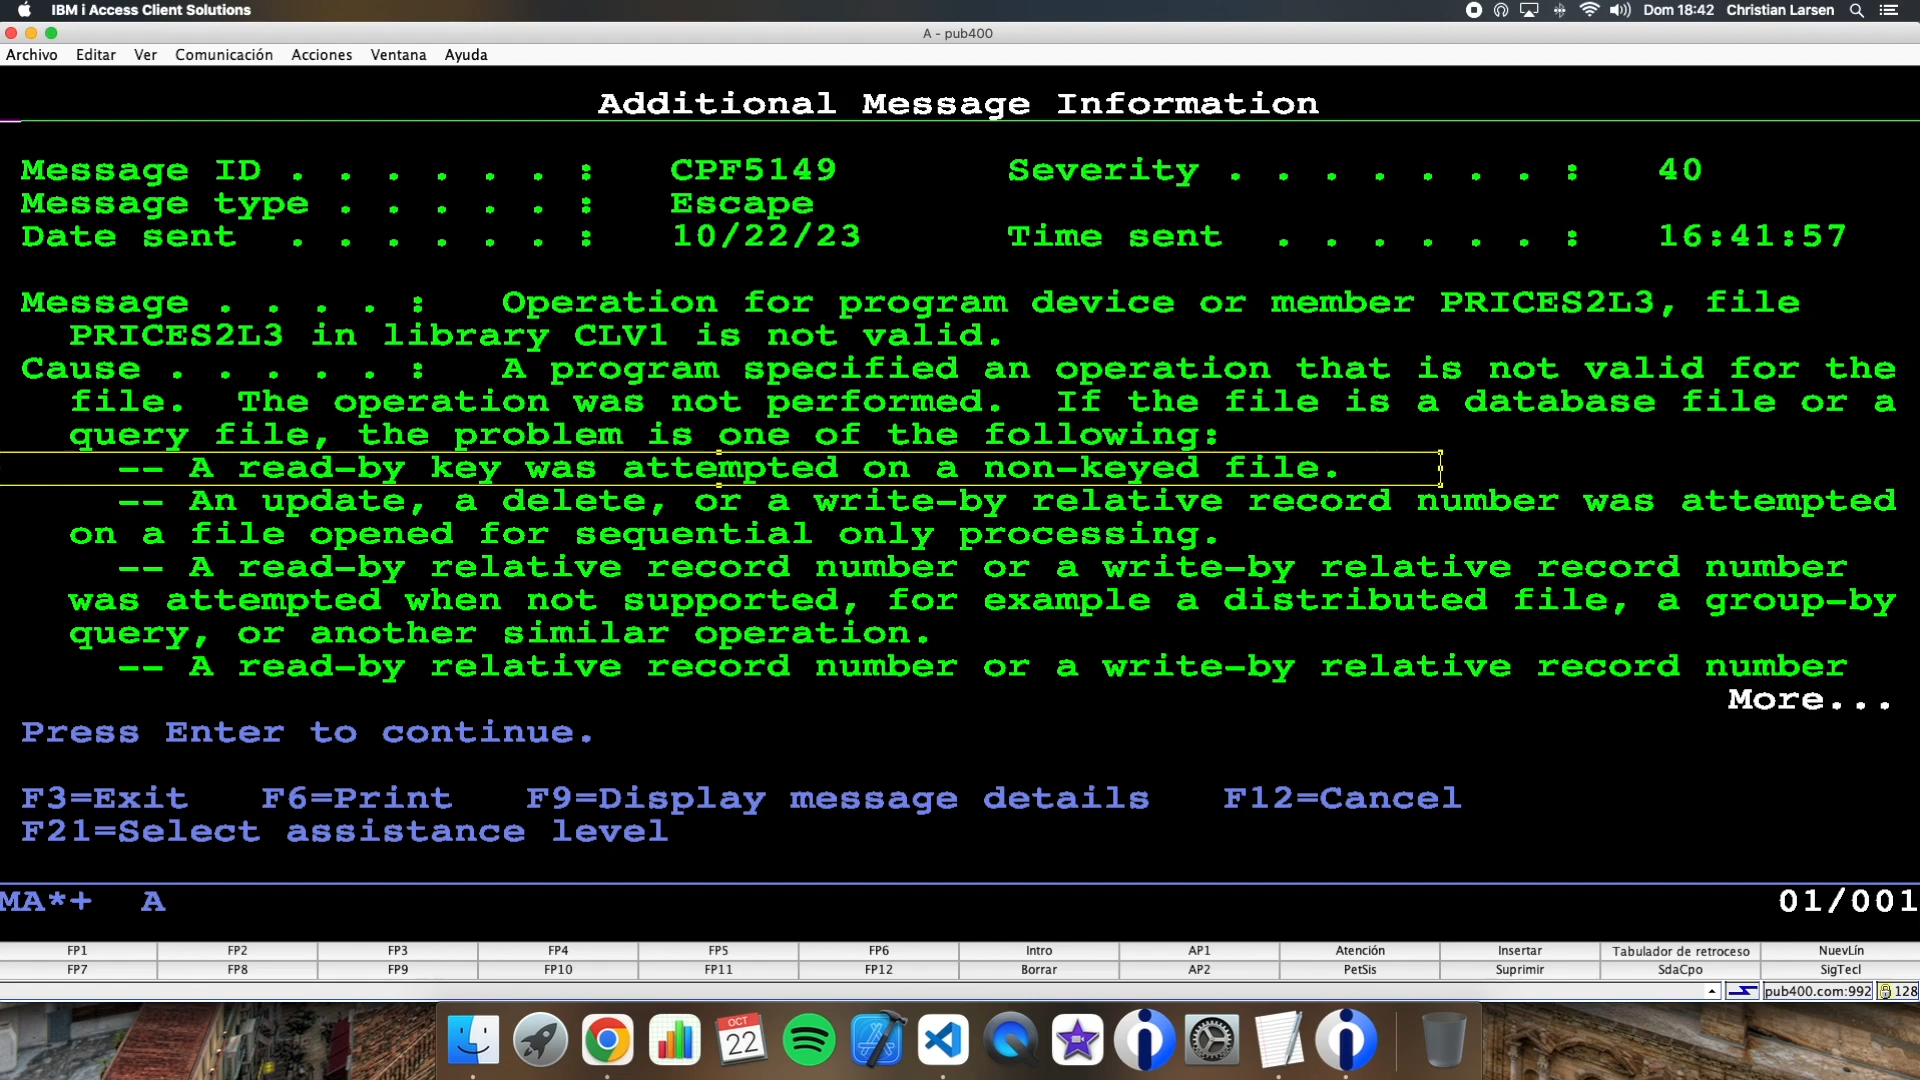 IBM i Access Client Solutions Dom 18:42 Christian Larsen
A - pub400
Archivo Editar Ver Comunicación Acciones Ventana Ayuda
Additional Message Information
Message ID . . . . . . : CPF5149 Severity . . . . . . . : 40
Message type . . . . . : Escape
Date sent . . . . . . : 10/22/23 Time sent . . . . . . : 16:41:57
Message . . . . : Operation for program device or member PRICES2L3, file
PRICES2L3 in library CLV1 is not valid.
Cause . . . . . : A program specified an operation that is not valid for the
file. The operation was not performed. If the file is a database file or a
query file, the problem is one of the following:
-- A read-by key was attempted on a non-keyed file.
-- An update, a delete, or a write-by relative record number was attempted
on a file opened for sequential only processing.
-- A read-by relative record number or a write-by relative record number
was attempted when not supported, for example a distributed file, a group-by
query, or another similar operation.
-- A read-by relative record number or a write-by relative record number
More...
Press Enter to continue.
F3=Exit F6=Print F9=Display message details F12=Cancel
F21=Select assistance level
MA*+ A 01/001
FP1 FP2 FP3 FP4 FP5 FP6 Intro AP1 Atención Insertar Tabulador de retroceso NuevLín
FP7 FP8 FP9 FP10 FP11 FP12 Borrar AP2 PetSis Suprimir SdaCpo SigTecl
pub400.com:992 128
OCT
22